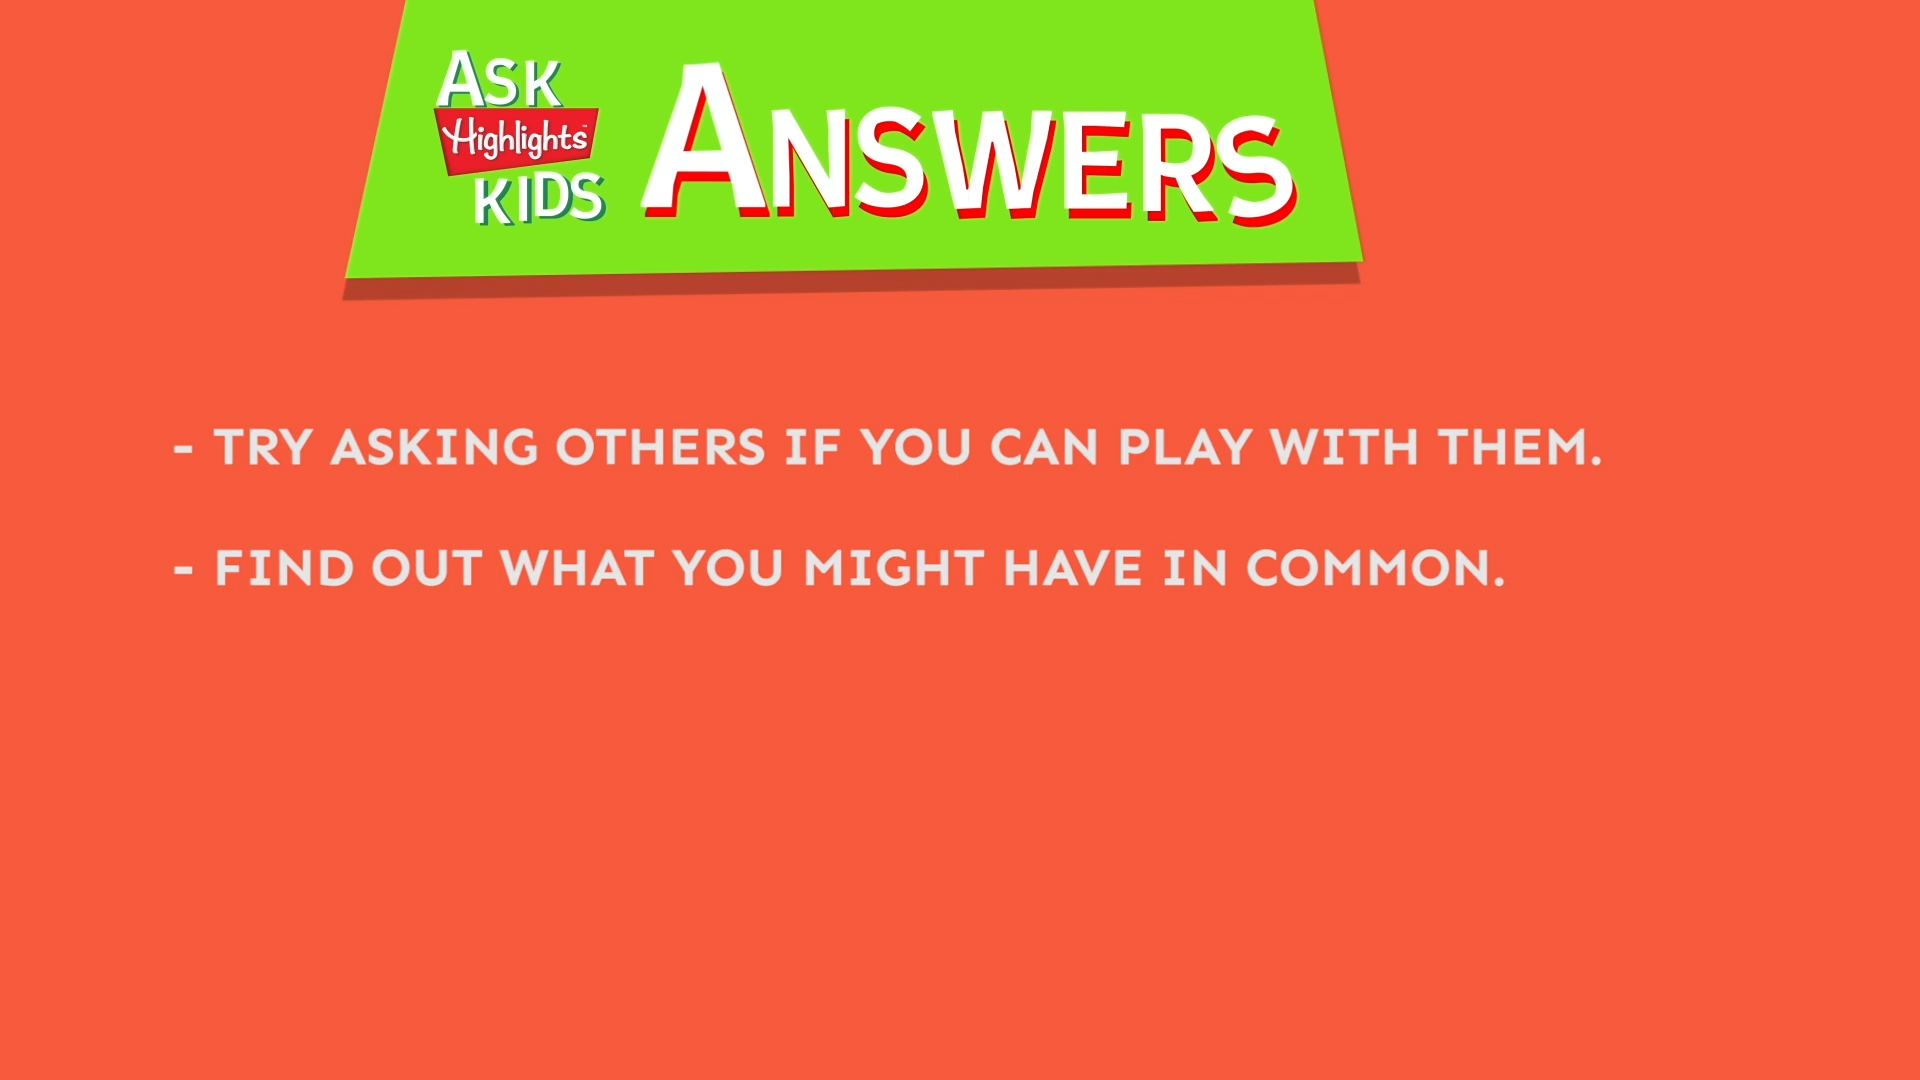 ASK
Highlights™
KIDS
ANSWERS
- TRY ASKING OTHERS IF YOU CAN PLAY WITH THEM.
- FIND OUT WHAT YOU MIGHT HAVE IN COMMON.